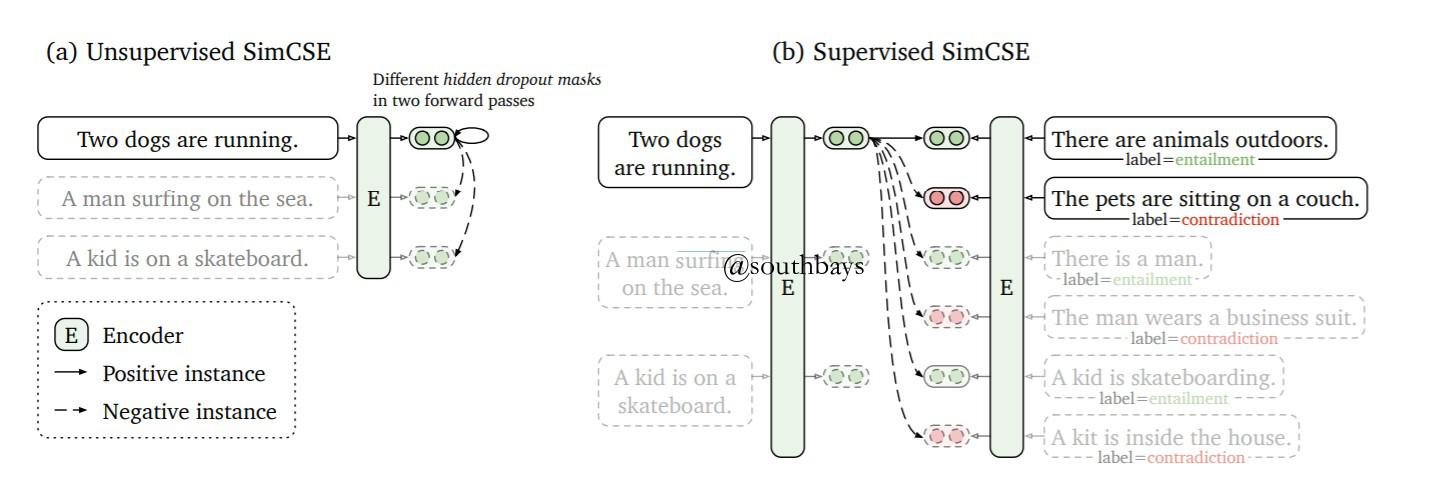 (a) Unsupervised SimCSE
Different hidden dropout masks
in two forward passes
Two dogs are running.
A man surfing on the sea.
A kid is on a skateboard.
E
E Encoder
Positive instance
Negative instance
(b) Supervised SimCSE
Two dogs
are running.
A man surfing
on the sea.
A kid is on a
skateboard.
E
@southbays
E
There are animals outdoors.
label=entailment
The pets are sitting on a couch.
label=contradiction
There is a man.
label=entailment
The man wears a business suit.
label=contradiction
A kid is skateboarding.
label=entailment
A kit is inside the house.
label=contradiction